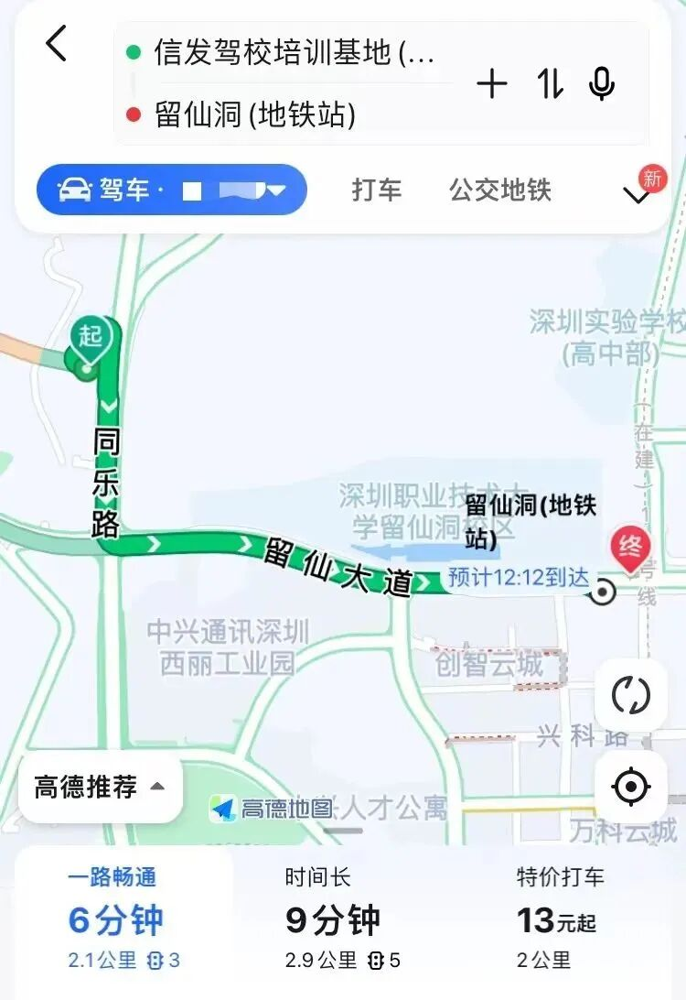 信发驾校培训基地(...
留仙洞(地铁站)
驾车·
打车
公交地铁
新
深圳实验学校
(高中部)
起
同乐路
(在建)1号线
深圳职业技术大
学留仙洞校区
留仙洞(地铁
站)
终
留仙大道
预计12:12到达
中兴通讯深圳
西丽工业园
创智云城
兴科路
高德推荐
高德地图
人才公寓
万科云城
一路畅通
时间长
特价打车
6分钟
9分钟
13元起
2.1公里 3
2.9公里 5
2公里